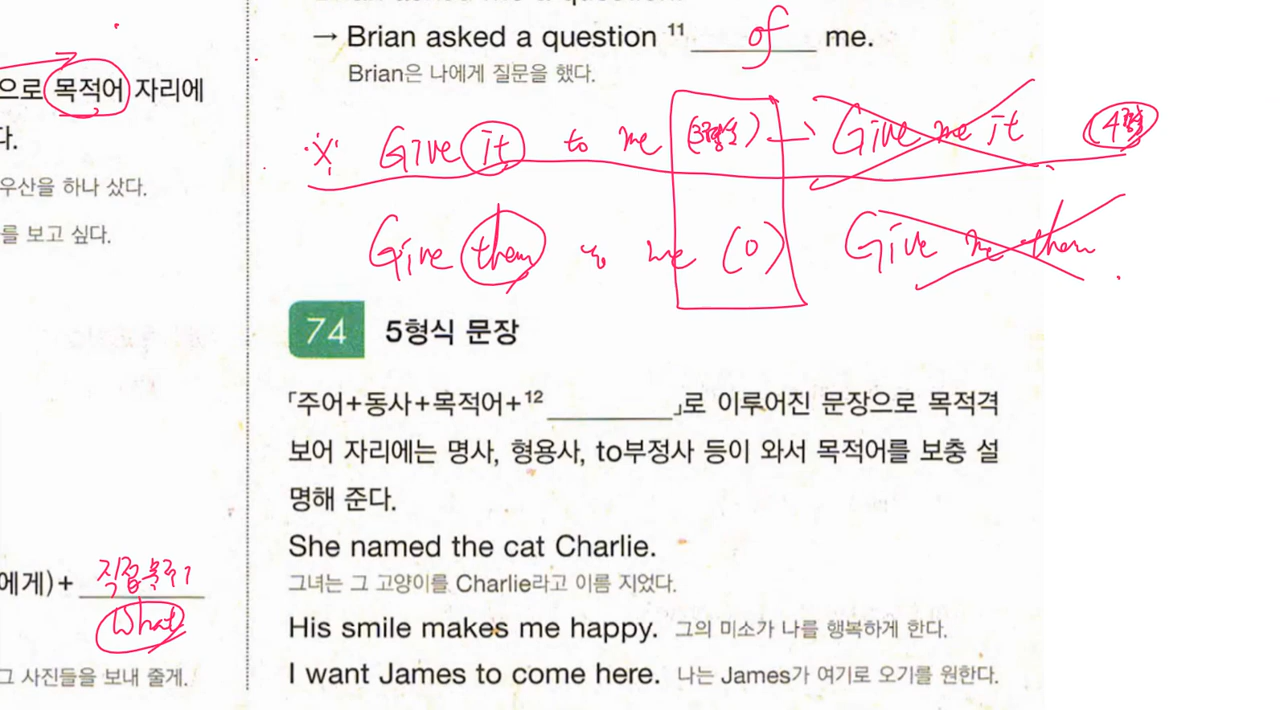 으로 목적어 자리에
다.
우산을 하나 샀다.
를 보고 싶다.
에게)+ 직접목적어
What
그 사진들을 보내 줄게.
→ Brian asked a question ¹¹ of me.
Brian은 나에게 질문을 했다.
※ Give it to me (3형식) → Give me it (4형식)
Give them to me (O) Give me them
74 5형식 문장
「주어+동사+목적어+¹²________」로 이루어진 문장으로 목적격
보어 자리에는 명사, 형용사, to부정사 등이 와서 목적어를 보충 설
명해 준다.
She named the cat Charlie.
그녀는 그 고양이를 Charlie라고 이름 지었다.
His smile makes me happy. 그의 미소가 나를 행복하게 한다.
I want James to come here. 나는 James가 여기로 오기를 원한다.